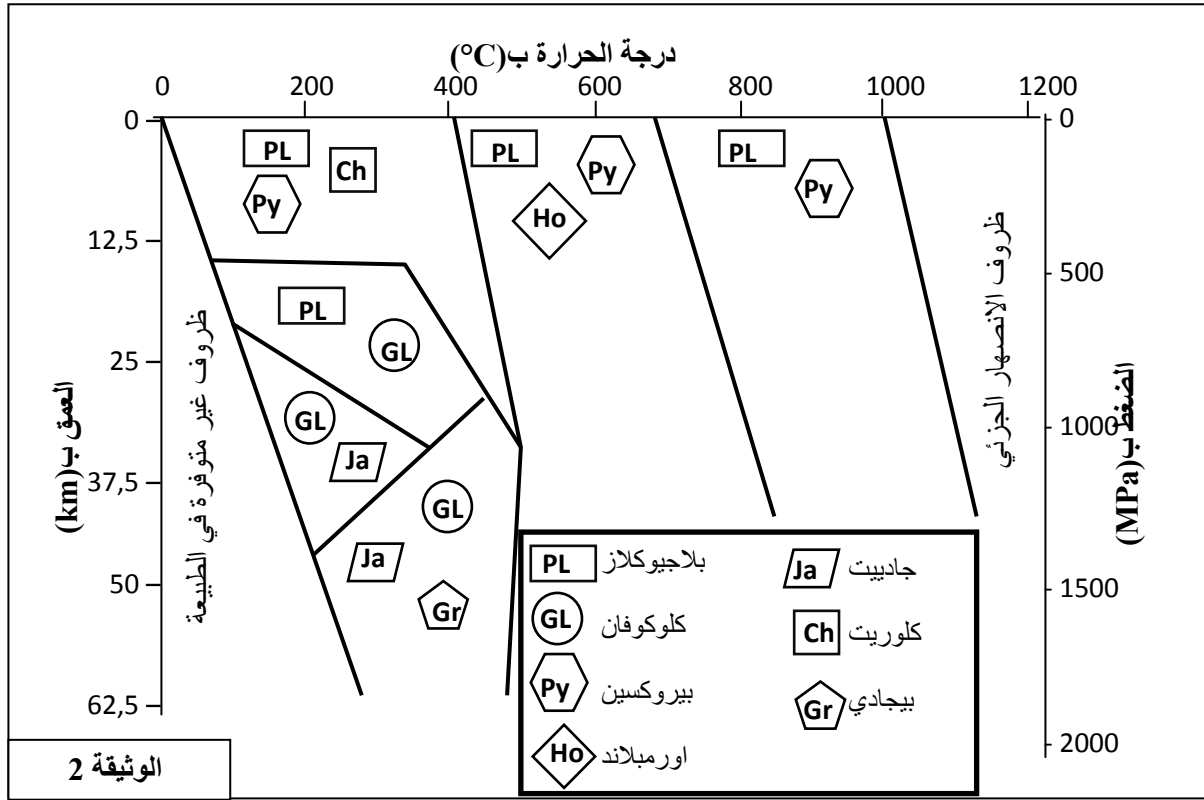 درجة الحرارة ب(°C)
0 200 400 600 800 1000 1200
0
12,5
25
37,5
50
62,5
العمق ب(km)
0
500
1000
1500
2000
الضغط ب(MPa)
PL
Ch
Py
PL
Py
Ho
PL
Py
PL
GL
GL
Ja
GL
Ja
Gr
ظروف غير متوفرة في الطبيعة
ظروف الانصهار الجزئي
PL بلاجيوكلاز
Ja جادييت
GL كلوكوفان
Ch كلوريت
Py بيروكسين
Gr بيجادي
Ho اورمبلاند
الوثيقة 2